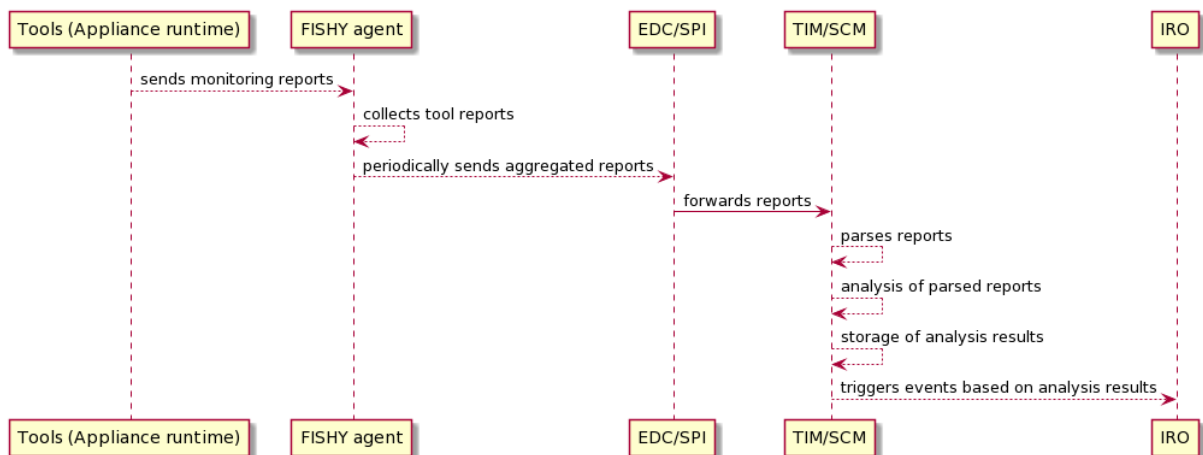 Tools (Appliance runtime) FISHY agent EDC/SPI TIM/SCM IRO
sends monitoring reports
collects tool reports
periodically sends aggregated reports
forwards reports
parses reports
analysis of parsed reports
storage of analysis results
triggers events based on analysis results
Tools (Appliance runtime) FISHY agent EDC/SPI TIM/SCM IRO